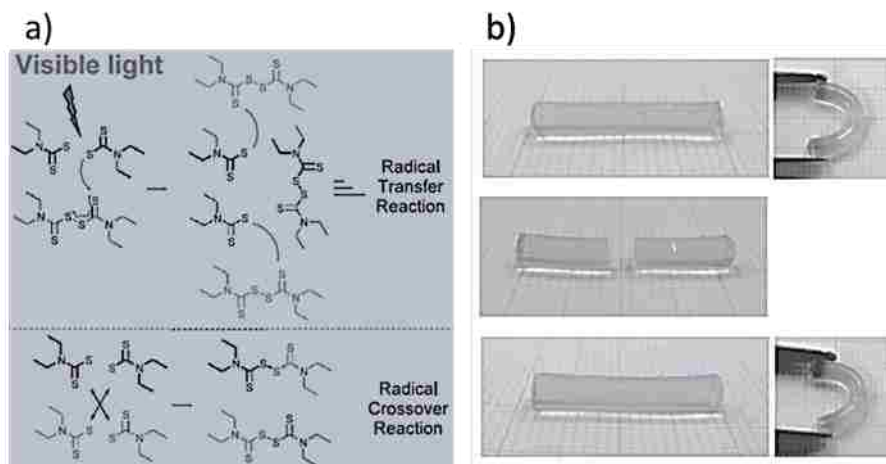 a)
b)
Visible light
Radical
Transfer
Reaction
Radical
Crossover
Reaction